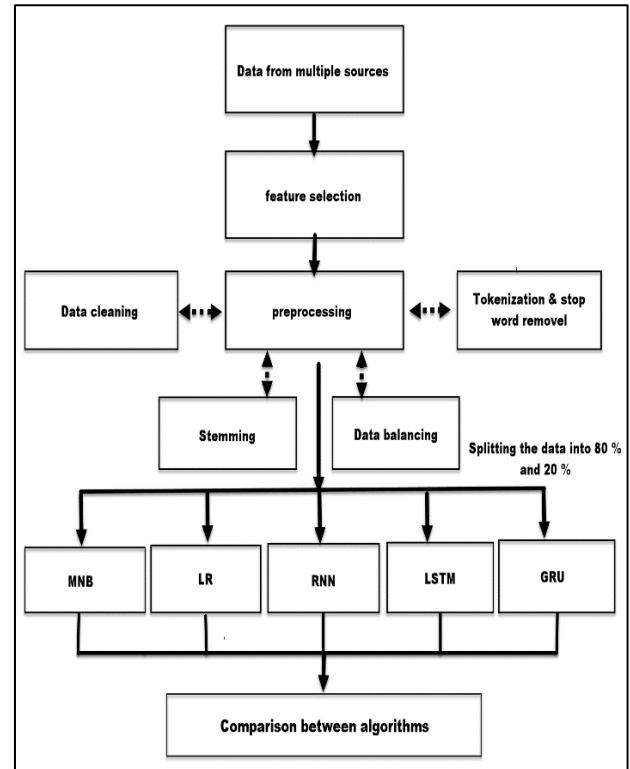 Data from multiple sources
feature selection
Data cleaning
preprocessing
Tokenization & stop
word removel
Stemming
Data balancing
Splitting the data into 80 %
and 20 %
MNB
LR
RNN
LSTM
GRU
Comparison between algorithms